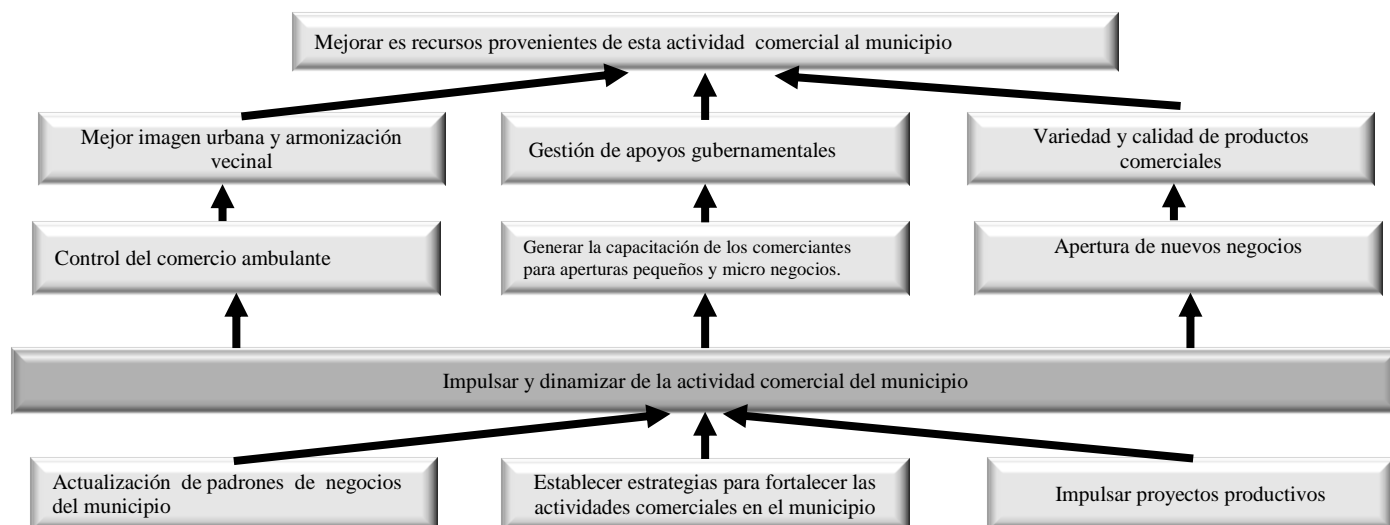 Mejorar es recursos provenientes de esta actividad comercial al municipio
Mejor imagen urbana y armonización
vecinal
Gestión de apoyos gubernamentales
Variedad y calidad de productos
comerciales
Control del comercio ambulante
Generar la capacitación de los comerciantes
para aperturas pequeños y micro negocios.
Apertura de nuevos negocios
Impulsar y dinamizar de la actividad comercial del municipio
Actualización de padrones de negocios
del municipio
Establecer estrategias para fortalecer las
actividades comerciales en el municipio
Impulsar proyectos productivos